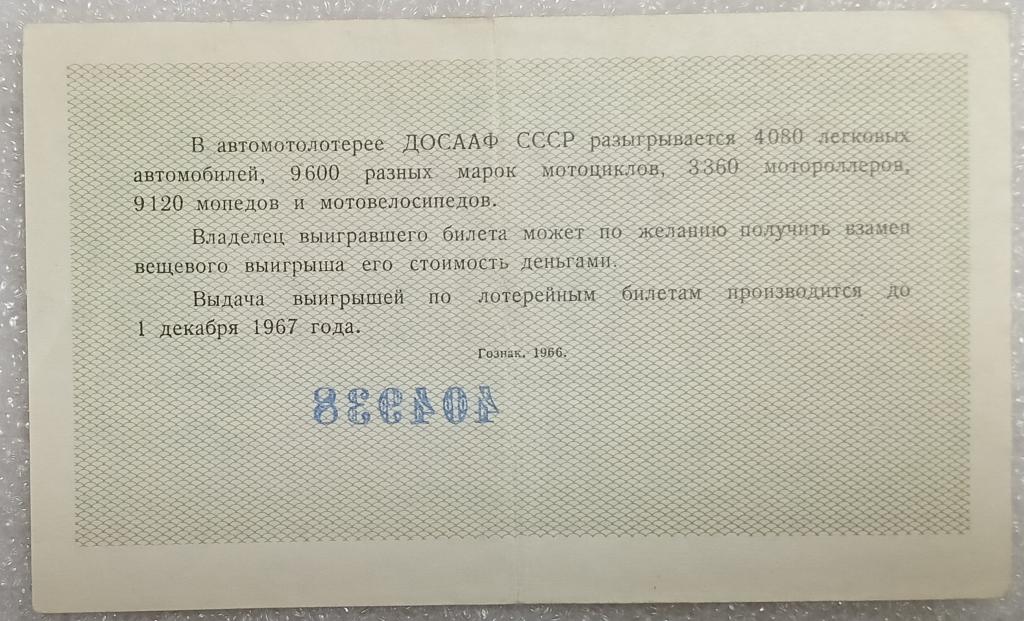 В автомотолотерее ДОСААФ СССР разыгрывается 4080 легковых
автомобилей, 9600 разных марок мотоциклов, 3360 мотороллеров,
9120 мопедов и мотовелосипедов.
Владелец выигравшего билета может по желанию получить взамен
вещевого выигрыша его стоимость деньгами.
Выдача выигрышей по лотерейным билетам производится до
1 декабря 1967 года.
Гознак. 1966.
404938